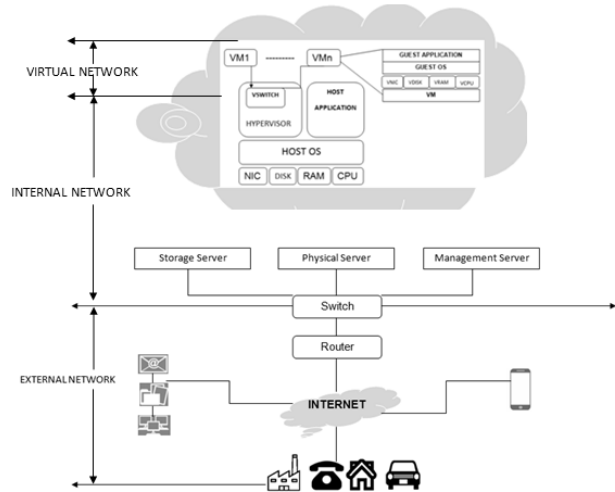 VIRTUAL NETWORK
VM1
---------
VMn
GUEST APPLICATION
GUEST OS
VNIC
VDISK
VRAM
VCPU
VM
VSWITCH
HYPERVISOR
HOST
APPLICATION
HOST OS
NIC
DISK
RAM
CPU
INTERNAL NETWORK
Storage Server
Physical Server
Management Server
Switch
Router
EXTERNAL NETWORK
@
INTERNET